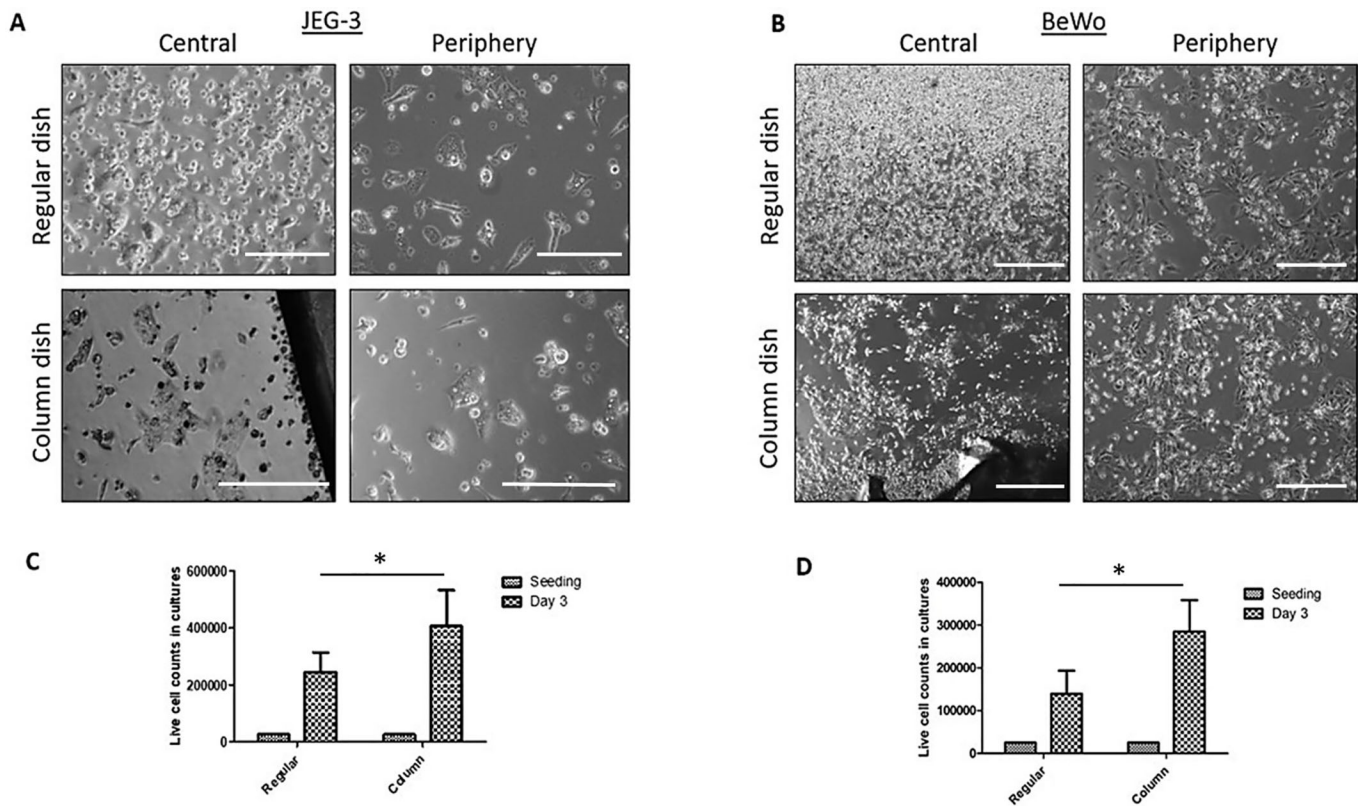 A
JEG-3
Central
Periphery
Regular dish
Column dish
B
BeWo
Central
Periphery
Regular dish
Column dish
C
Live cell counts in cultures
600000
400000
200000
0
*
Seeding
Day 3
Regular
Column
D
Live cell counts in cultures
400000
300000
200000
100000
0
*
Seeding
Day 3
Regular
Column